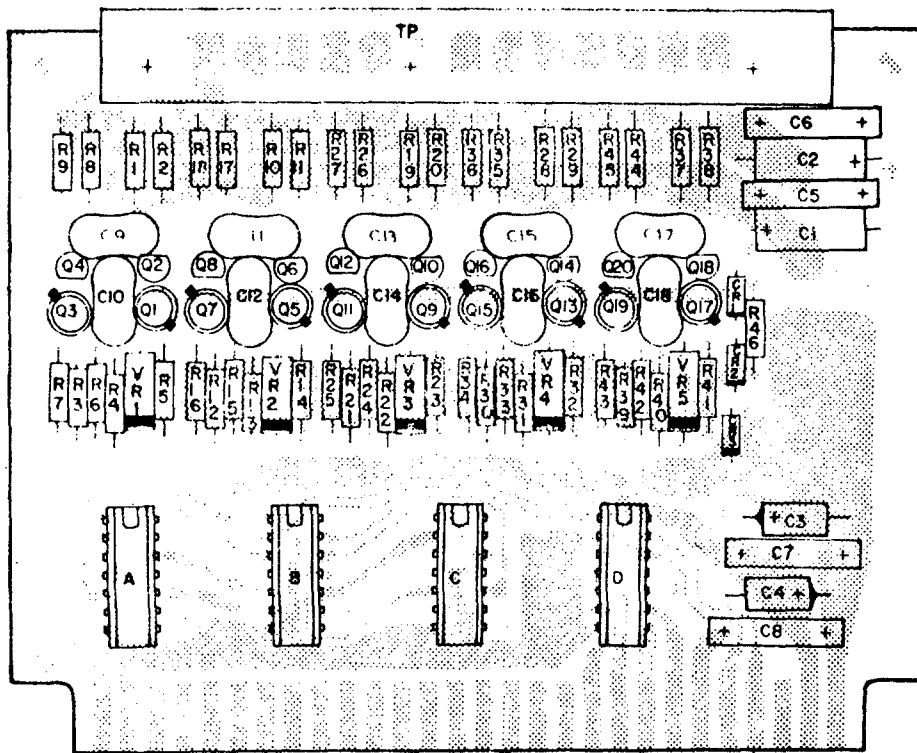 TP
C6
R9 R8 R1 R2 R17 R10 R11 R27 R26 R19 R20 R36 R35 R28 R29 R45 R44 R37 R38
C2
C5
C1
C9 C13 C15 C17
Q4 Q2 Q8 Q6 Q12 Q10 Q16 Q14 Q20 Q18
Q3 C10 Q1 Q7 C12 Q5 Q11 C14 Q9 Q15 C16 Q13 Q19 C18 Q17
R46
R7 R3 R6 R4 VR1 R5 R16 R12 R15 R13 VR2 R14 R25 R21 R24 R22 VR3 R23 R34 R30 R33 R31 VR4 R32 R43 R39 R42 R40 VR5 R41
C3
C7
A B C D
C4
C8